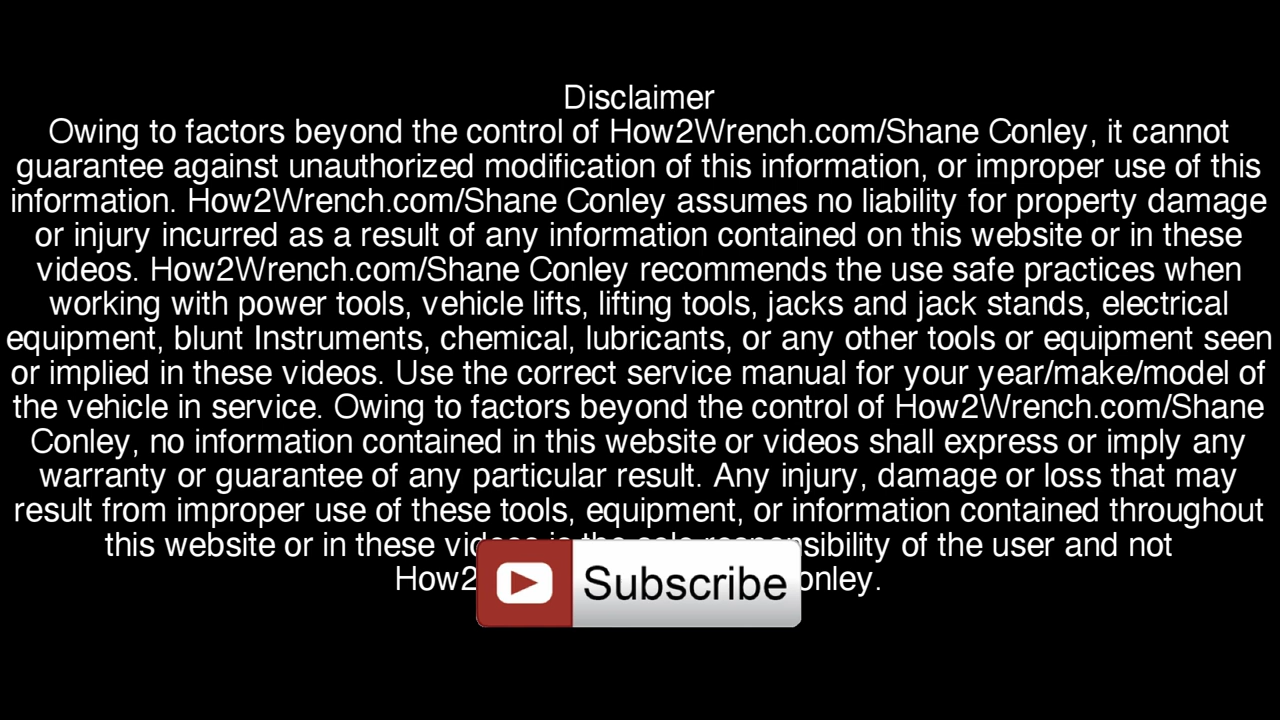 Disclaimer
Owing to factors beyond the control of How2Wrench.com/Shane Conley, it cannot
guarantee against unauthorized modification of this information, or improper use of this
information. How2Wrench.com/Shane Conley assumes no liability for property damage
or injury incurred as a result of any information contained on this website or in these
videos. How2Wrench.com/Shane Conley recommends the use safe practices when
working with power tools, vehicle lifts, lifting tools, jacks and jack stands, electrical
equipment, blunt Instruments, chemical, lubricants, or any other tools or equipment seen
or implied in these videos. Use the correct service manual for your year/make/model of
the vehicle in service. Owing to factors beyond the control of How2Wrench.com/Shane
Conley, no information contained in this website or videos shall express or imply any
warranty or guarantee of any particular result. Any injury, damage or loss that may
result from improper use of these tools, equipment, or information contained throughout
this website or in these videos is the sole responsibility of the user and not
How2 onley.
Subscribe